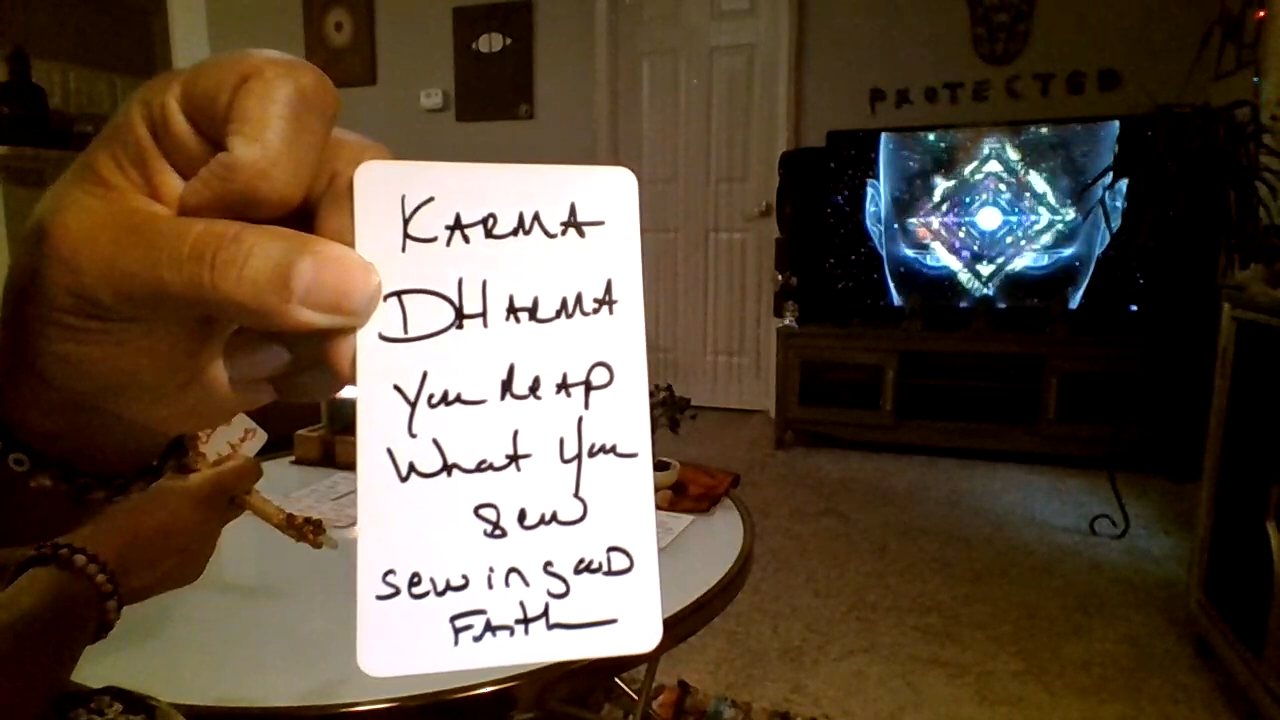 PROTECTED
KARMA
DHARMA
You REAP
What You
Sew
Sew in gooD
FAith